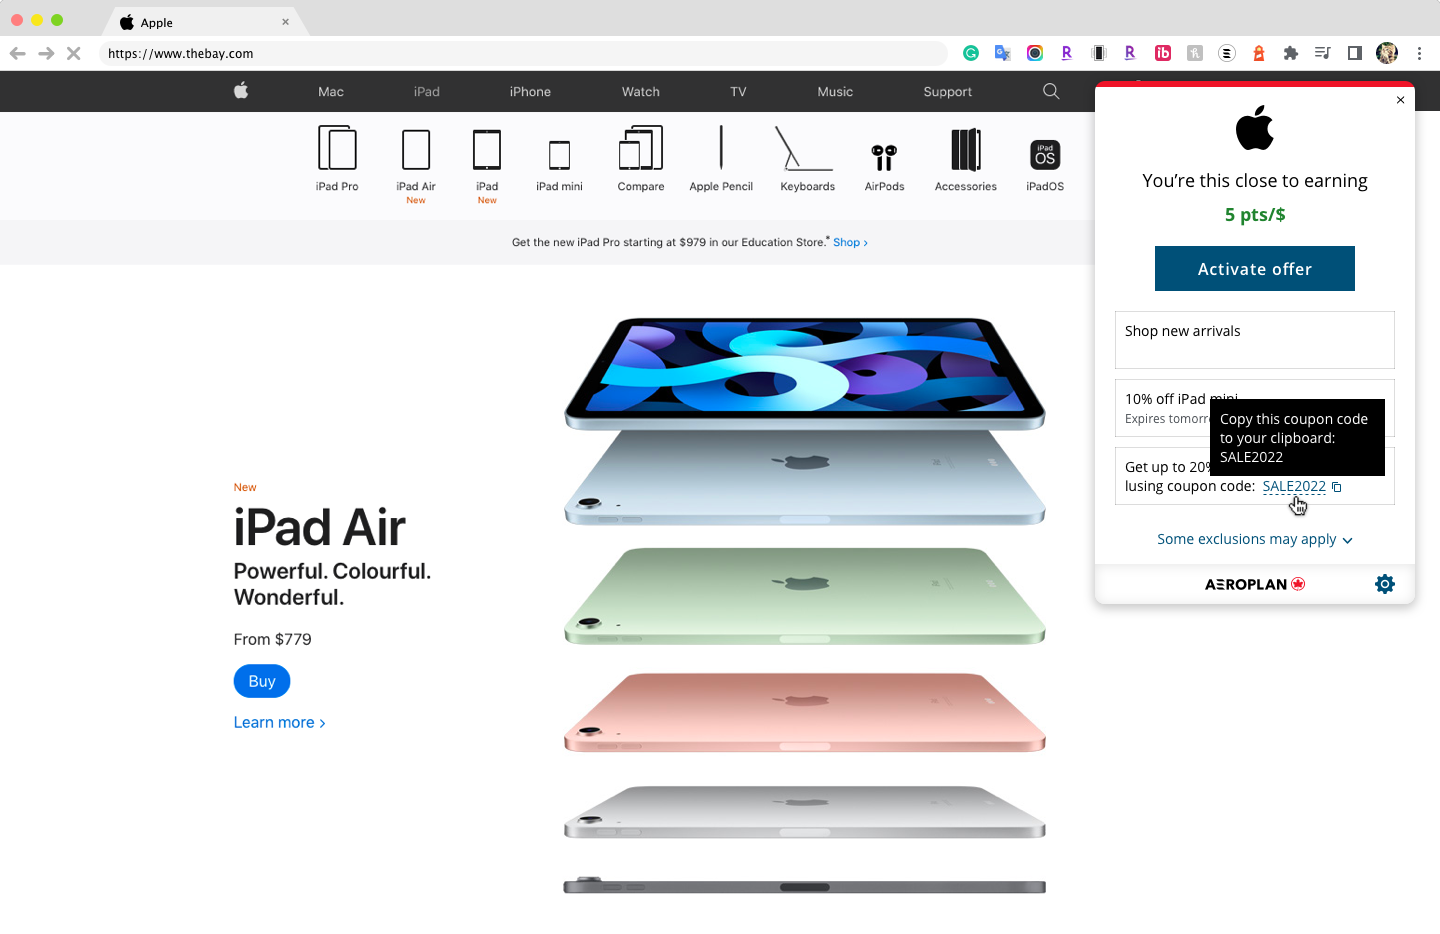 Apple
https://www.thebay.com
Mac
iPad
iPhone
Watch
TV
Music
Support
iPad Pro
iPad Air
New
iPad
New
iPad mini
Compare
Apple Pencil
Keyboards
AirPods
Accessories
iPad
OS
iPadOS
Get the new iPad Pro starting at $979 in our Education Store.* Shop >
New
iPad Air
Powerful. Colourful.
Wonderful.
From $779
Buy
Learn more >
You're this close to earning
5 pts/$
Activate offer
Shop new arrivals
10% off iPad mini
Expires tomorr
Copy this coupon code
to your clipboard:
SALE2022
Get up to 20%
lusing coupon code: SALE2022
Some exclusions may apply
AEROPLAN